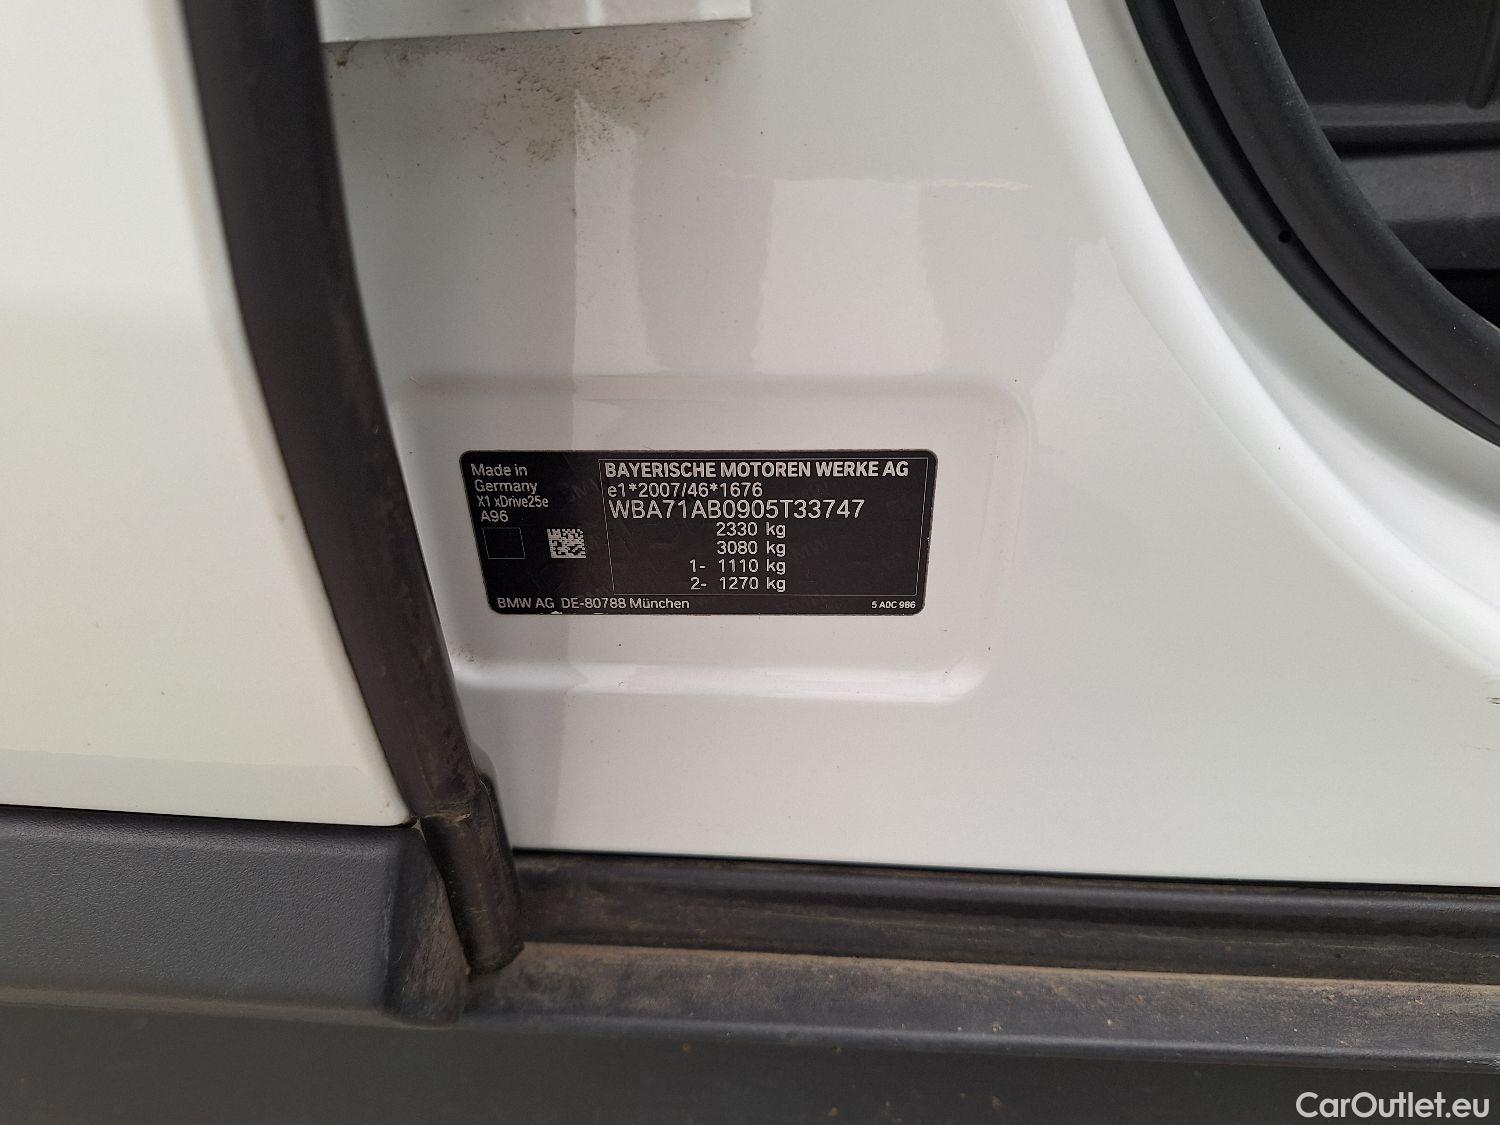 Made in
Germany
X1 xDrive25e
A96
BAYERISCHE MOTOREN WERKE AG
e1*2007/46*1676
WBA71AB0905T33747
2330 kg
3080 kg
1- 1110 kg
2- 1270 kg
BMW AG DE-80788 München
5 A0C 986
CarOutlet.eu